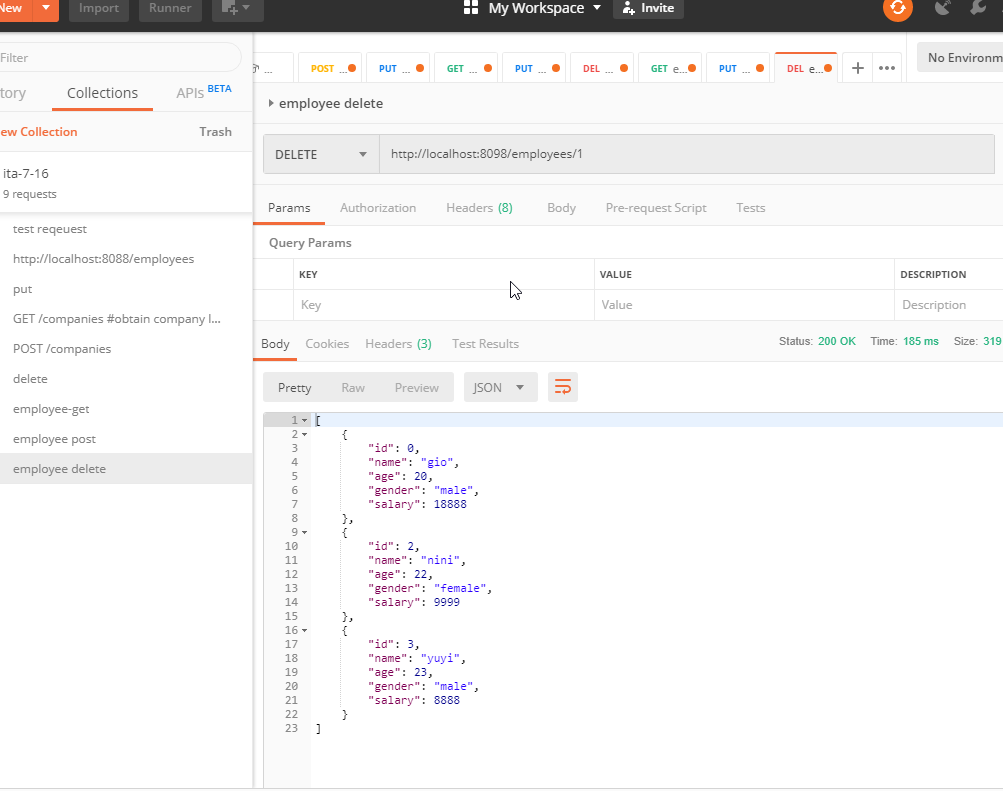 New Import Runner My Workspace Invite
Filter
tory Collections APIs BETA
ew Collection Trash
ita-7-16
9 requests
test reqeuest
http://localhost:8088/employees
put
GET /companies #obtain company l...
POST /companies
delete
employee-get
employee post
employee delete
... POST ... PUT ... GET ... PUT ... DEL ... GET e... PUT ... DEL e... + ••• No Environm
employee delete
DELETE http://localhost:8098/employees/1
Params Authorization Headers (8) Body Pre-request Script Tests
Query Params
KEY VALUE DESCRIPTION
Key Value Description
Body Cookies Headers (3) Test Results Status: 200 OK Time: 185 ms Size: 319
Pretty Raw Preview JSON
1 [
2 {
3 "id": 0,
4 "name": "gio",
5 "age": 20,
6 "gender": "male",
7 "salary": 18888
8 },
9 {
10 "id": 2,
11 "name": "nini",
12 "age": 22,
13 "gender": "female",
14 "salary": 9999
15 },
16 {
17 "id": 3,
18 "name": "yuyi",
19 "age": 23,
20 "gender": "male",
21 "salary": 8888
22 }
23 ]